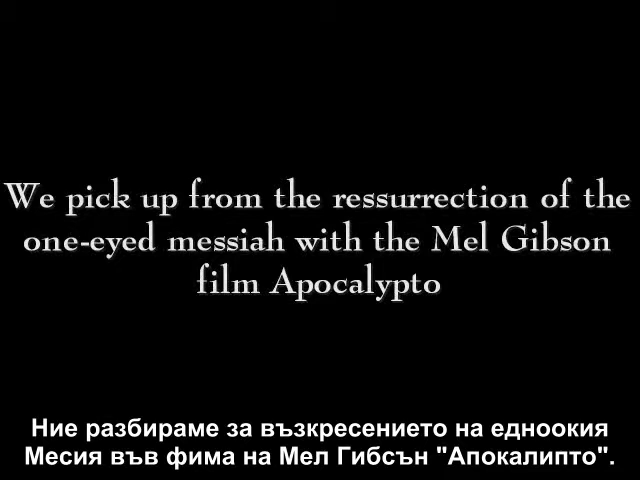 We pick up from the ressurrection of the
one-eyed messiah with the Mel Gibson
film Apocalypto
Ние разбираме за възкресението на едноокия
Месия във фима на Мел Гибсън "Апокалипто".